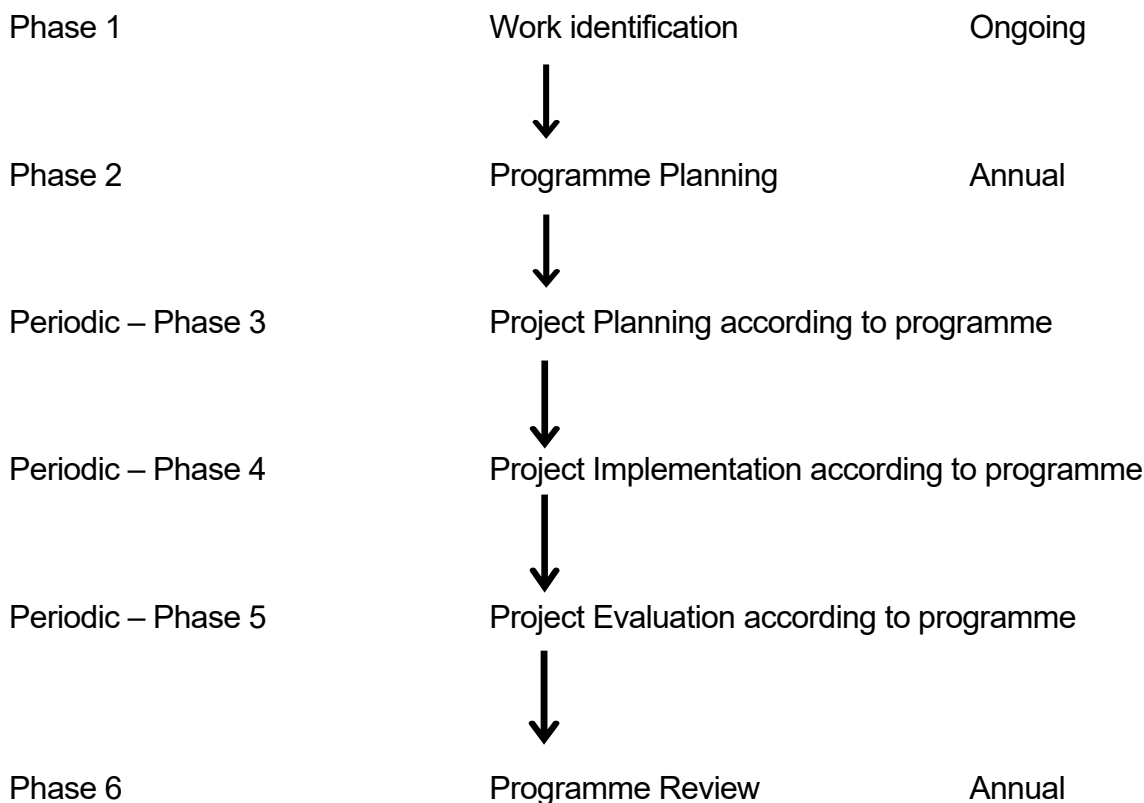 Phase 1 Work identification Ongoing
Phase 2 Programme Planning Annual
Periodic – Phase 3 Project Planning according to programme
Periodic – Phase 4 Project Implementation according to programme
Periodic – Phase 5 Project Evaluation according to programme
Phase 6 Programme Review Annual